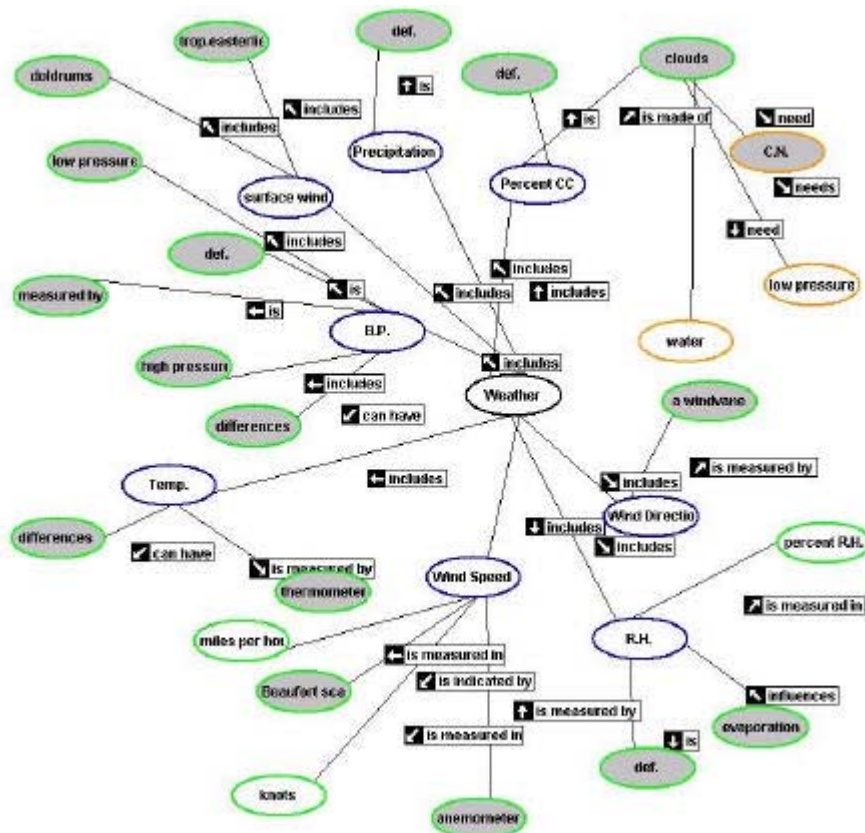 def.
trop.easterlie
clouds
doldrums
def.
is
includes
includes
is
is made of
need
low pressure
Precipitation
C.N.
surface wind
Percent CC
needs
need
includes
def.
includes
low pressure
is
includes
includes
measured by
is
B.P.
water
includes
high pressure
includes
Weather
a windvane
can have
differences
is measured by
includes
includes
Temp.
includes
Wind Directio
includes
differences
can have
percent R.H.
is measured by
Wind Speed
thermometer
is measured in
miles per hou
R.H.
is measured in
Beaufort sca
is indicated by
influences
is measured by
evaporation
is measured in
is
def.
knots
anemometer